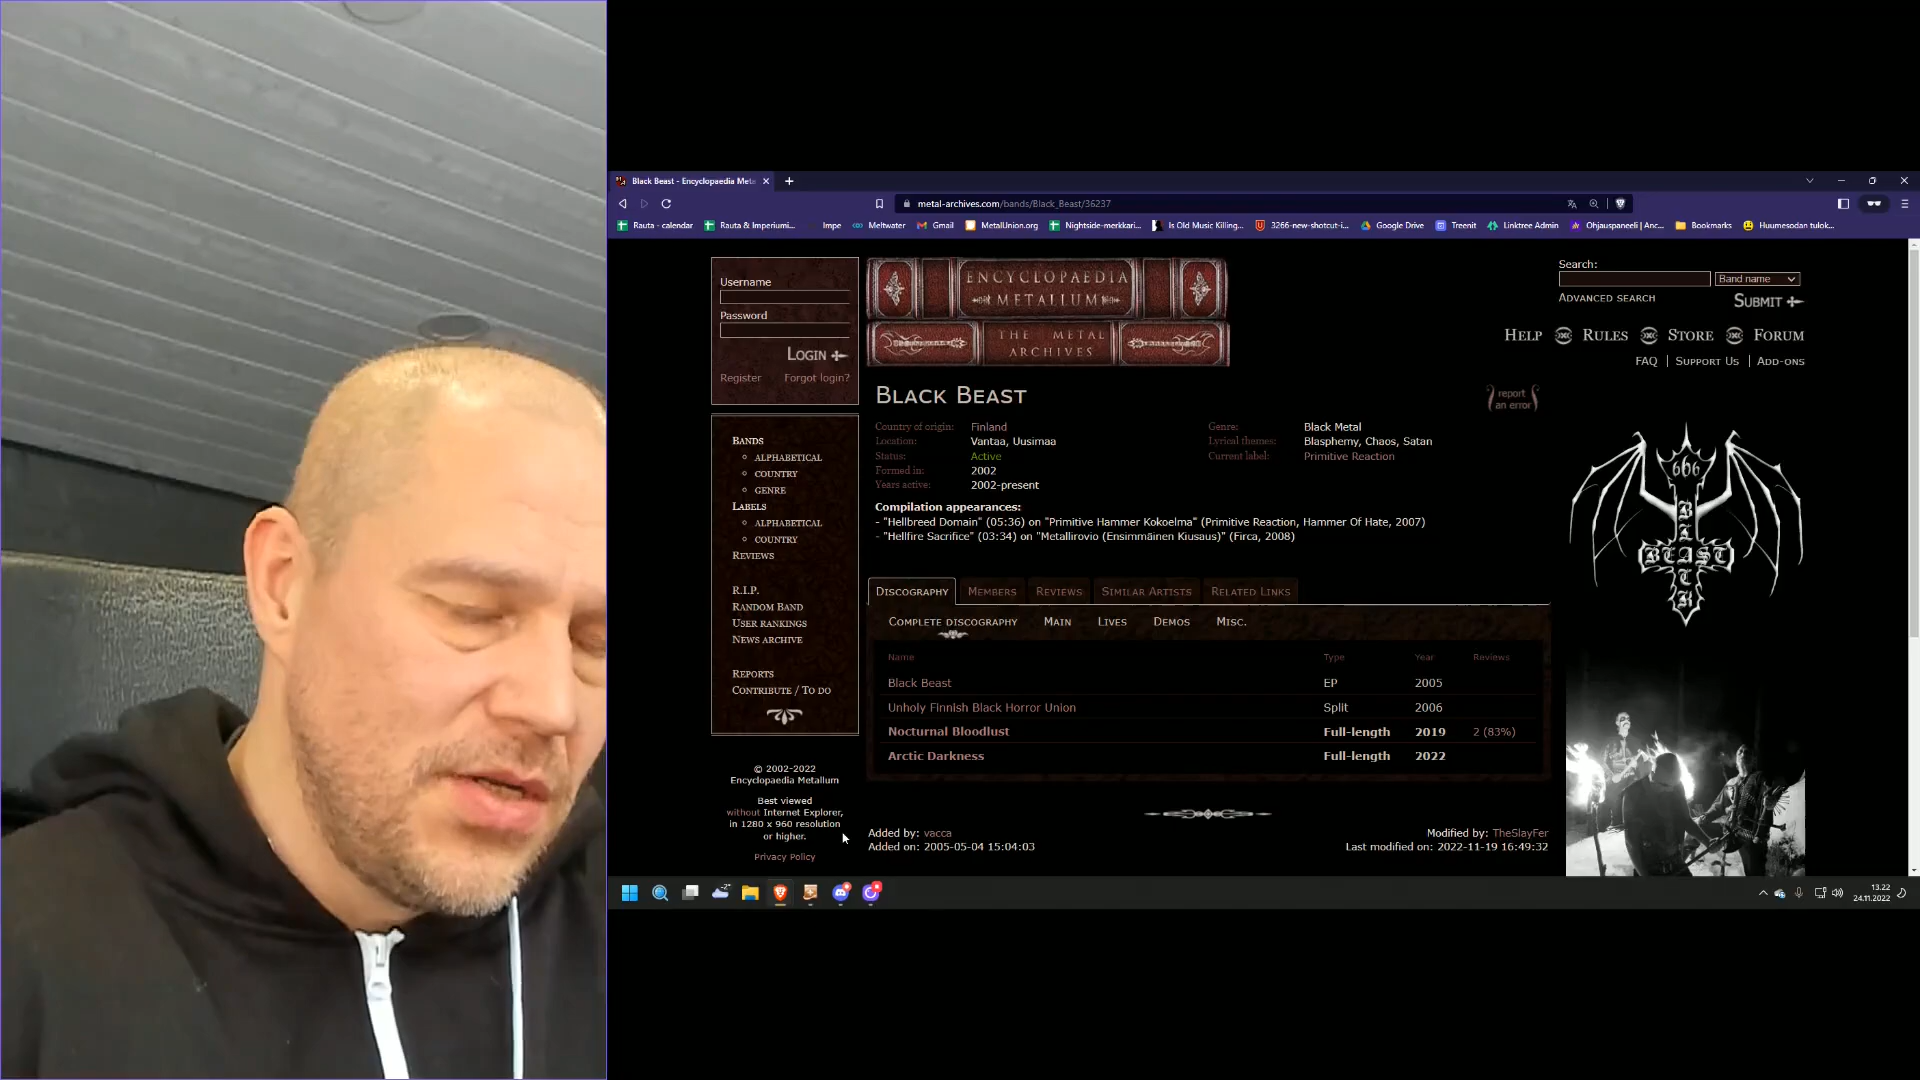 Black Beast - Encyclopaedia Meta
metal-archives.com/bands/Black_Beast/36237
Rauta - calendar
Rauta & Imperiumi...
Impe
Meltwater
Gmail
MetalUnion.org
Nightside-merkkari...
Is Old Music Killing...
3266-new-shotcut-i...
Google Drive
Treenit
Linktree Admin
Ohjauspaneeli | Anc...
Bookmarks
Huumesodan tulok...
Username
Password
LOGIN
Register Forgot login?
BANDS
ALPHABETICAL
COUNTRY
GENRE
LABELS
ALPHABETICAL
COUNTRY
REVIEWS
R.I.P.
RANDOM BAND
USER RANKINGS
NEWS ARCHIVE
REPORTS
CONTRIBUTE / TO DO
© 2002-2022
Encyclopaedia Metallum
Best viewed
without Internet Explorer,
in 1280 x 960 resolution
or higher.
Privacy Policy
ENCYCLOPAEDIA
METALLUM
THE METAL
ARCHIVES
Search:
Band name
ADVANCED SEARCH
SUBMIT
HELP RULES STORE FORUM
FAQ | SUPPORT US | ADD-ONS
BLACK BEAST
report
an error
Country of origin: Finland
Location: Vantaa, Uusimaa
Status: Active
Formed in: 2002
Years active: 2002-present
Genre: Black Metal
Lyrical themes: Blasphemy, Chaos, Satan
Current label: Primitive Reaction
Compilation appearances:
- "Hellbreed Domain" (05:36) on "Primitive Hammer Kokoelma" (Primitive Reaction, Hammer Of Hate, 2007)
- "Hellfire Sacrifice" (03:34) on "Metallirovio (Ensimmäinen Kiusaus)" (Firca, 2008)
DISCOGRAPHY MEMBERS REVIEWS SIMILAR ARTISTS RELATED LINKS
COMPLETE DISCOGRAPHY MAIN LIVES DEMOS MISC.
Name Type Year Reviews
Black Beast EP 2005
Unholy Finnish Black Horror Union Split 2006
Nocturnal Bloodlust Full-length 2019 2 (83%)
Arctic Darkness Full-length 2022
Added by: vacca
Added on: 2005-05-04 15:04:03
Modified by: TheSlayFer
Last modified on: 2022-11-19 16:49:32
666
BLACK
BEAST
-2°
13.22
24.11.2022